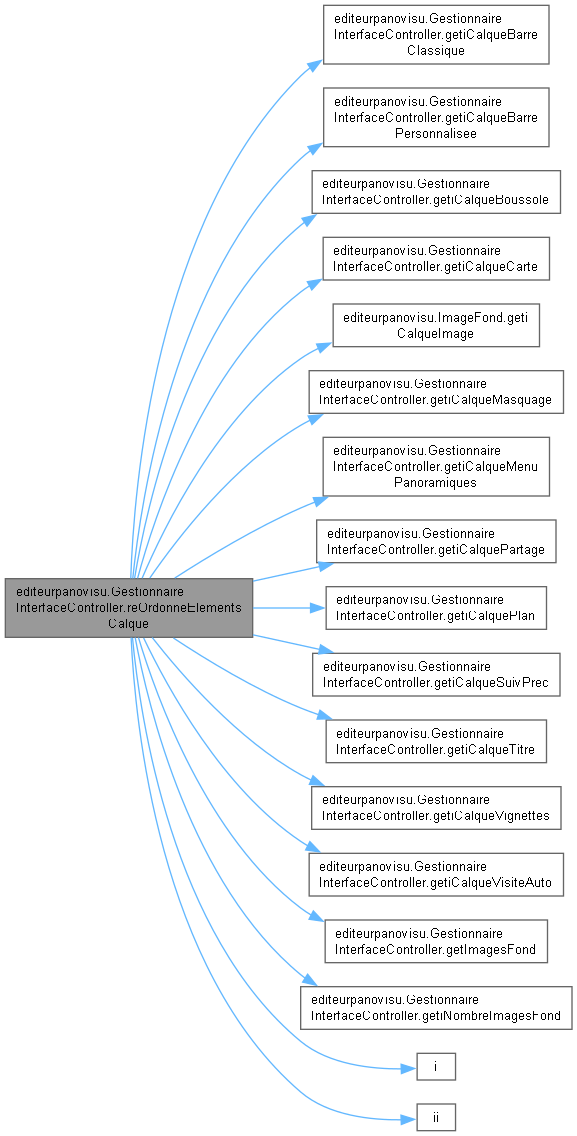 editeurpanovisu.Gestionnaire
InterfaceController.getiCalqueBarre
Classique
editeurpanovisu.Gestionnaire
InterfaceController.getiCalqueBarre
Personnalisee
editeurpanovisu.Gestionnaire
InterfaceController.getiCalqueBoussole
editeurpanovisu.Gestionnaire
InterfaceController.getiCalqueCarte
editeurpanovisu.ImageFond.geti
CalqueImage
editeurpanovisu.Gestionnaire
InterfaceController.getiCalqueMasquage
editeurpanovisu.Gestionnaire
InterfaceController.getiCalqueMenu
Panoramiques
editeurpanovisu.Gestionnaire
InterfaceController.getiCalquePartage
editeurpanovisu.Gestionnaire
InterfaceController.reOrdonneElements
Calque
editeurpanovisu.Gestionnaire
InterfaceController.getiCalquePlan
editeurpanovisu.Gestionnaire
InterfaceController.getiCalqueSuivPrec
editeurpanovisu.Gestionnaire
InterfaceController.getiCalqueTitre
editeurpanovisu.Gestionnaire
InterfaceController.getiCalqueVignettes
editeurpanovisu.Gestionnaire
InterfaceController.getiCalqueVisiteAuto
editeurpanovisu.Gestionnaire
InterfaceController.getImagesFond
editeurpanovisu.Gestionnaire
InterfaceController.getiNombreImagesFond
i
ii